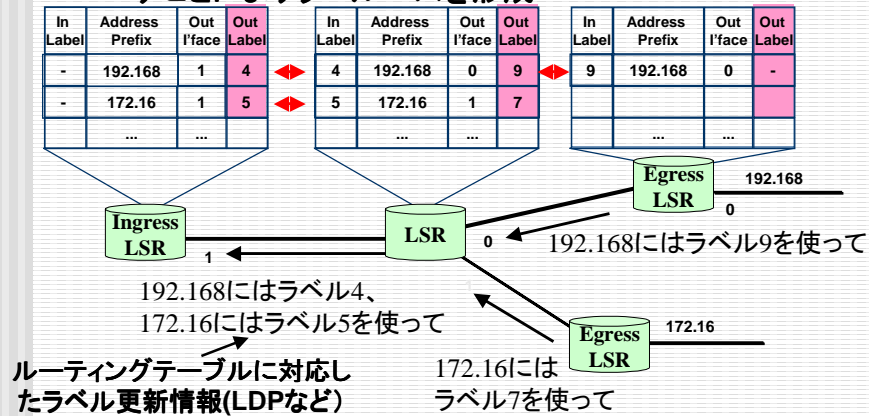 In Label Address Prefix Out I'face Out Label
- 192.168 1 4
- 172.16 1 5
... ...
In Label Address Prefix Out I'face Out Label
4 192.168 0 9
5 172.16 1 7
... ...
In Label Address Prefix Out I'face Out Label
9 192.168 0 -
... ...
Ingress
LSR
1
LSR
0
Egress
LSR
192.168
0
192.168にはラベル9を使って
192.168にはラベル4、
172.16にはラベル5を使って
Egress
LSR
172.16
172.16には
ラベル7を使って
ルーティングテーブルに対応し
たラベル更新情報(LDPなど）